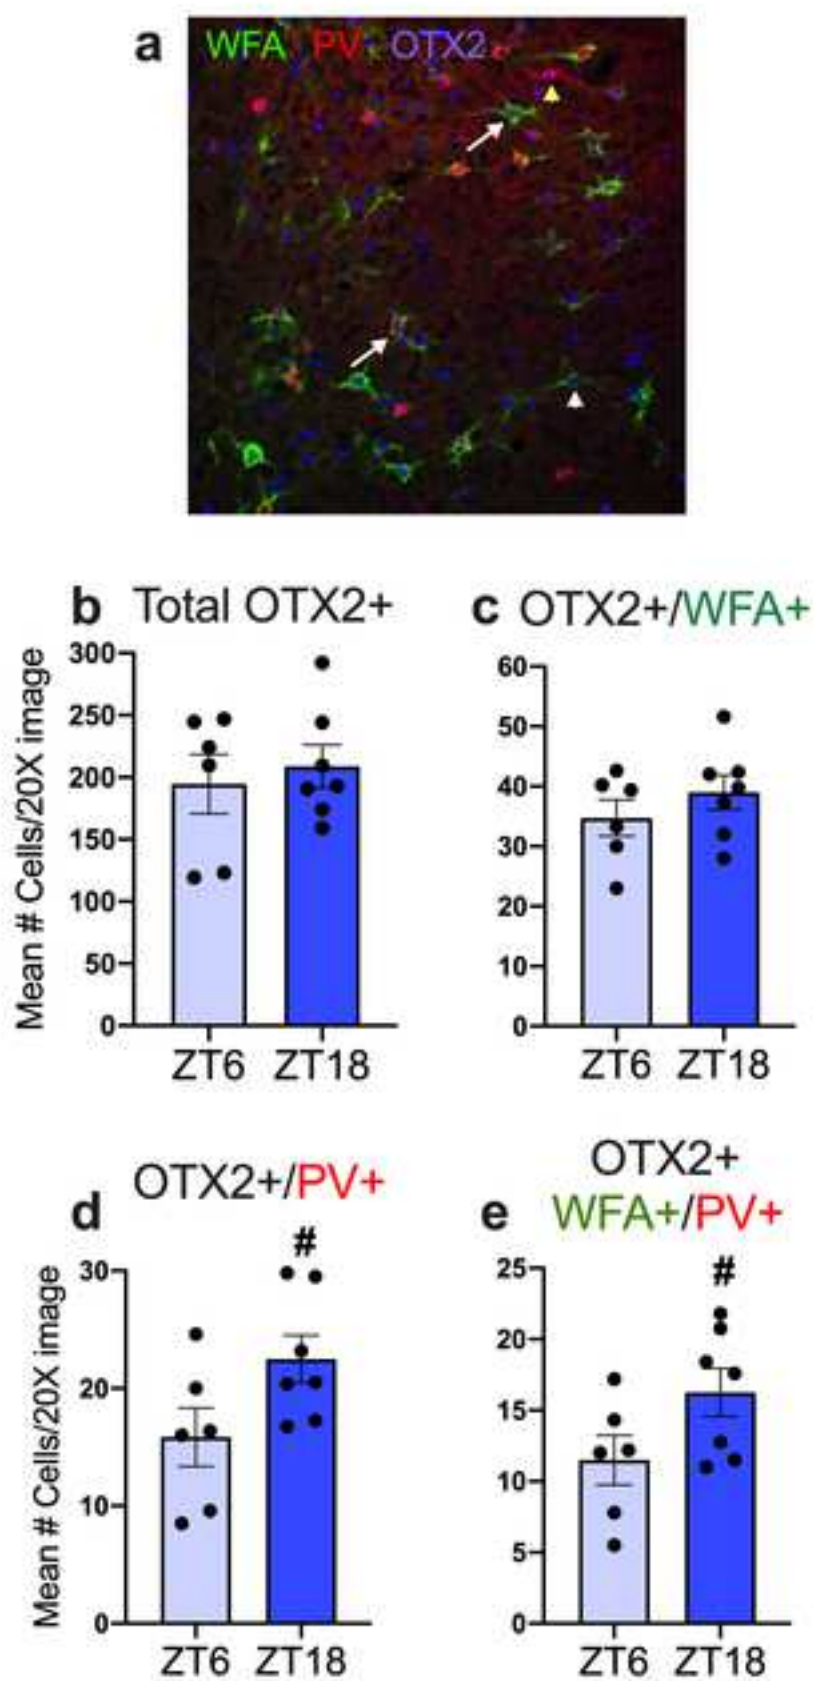 a
WFA PV OTX2
b Total OTX2+
c OTX2+/WFA+
Mean # Cells/20X image
300
250
200
150
100
50
0
ZT6 ZT18
60
50
40
30
20
10
0
ZT6 ZT18
d OTX2+/PV+
#
Mean # Cells/20X image
30
20
10
0
ZT6 ZT18
e
OTX2+
WFA+/PV+
#
25
20
15
10
5
0
ZT6 ZT18